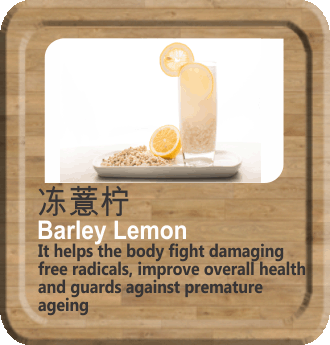 冻薏柠
Barley Lemon
It helps the body fight damaging
free radicals, improve overall health
and guards against premature
ageing